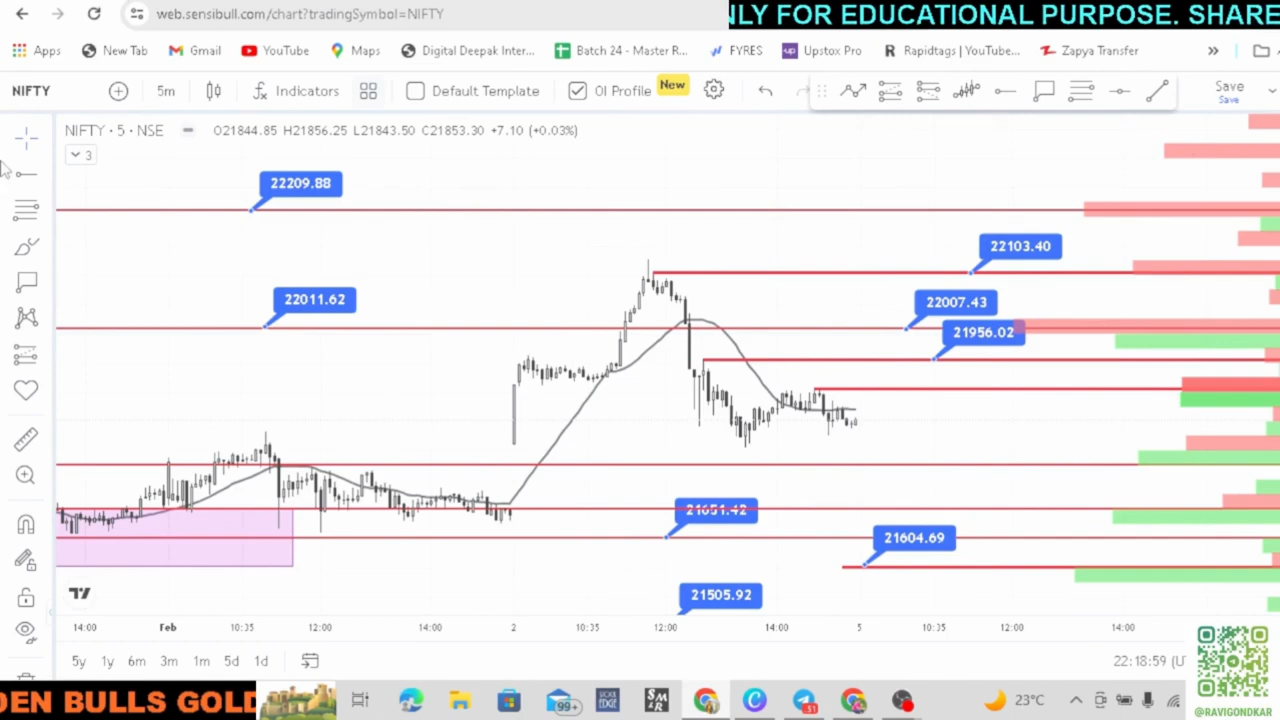 web.sensibull.com/chart?tradingSymbol=NIFTY
NLY FOR EDUCATIONAL PURPOSE. SHARE
Apps
New Tab
Gmail
YouTube
Maps
Digital Deepak Inter...
Batch 24 - Master R...
FYRES
Upstox Pro
Rapidtags | YouTube...
Zapya Transfer
NIFTY
5m
Indicators
Default Template
OI Profile
New
Save
Save
NIFTY · 5 · NSE
O21844.85 H21856.25 L21843.50 C21853.30 +7.10 (+0.03%)
3
22209.88
22103.40
22011.62
22007.43
21956.02
21651.42
21604.69
21505.92
14:00 Feb 10:35 12:00 14:00 2 10:35 12:00 14:00 5 10:35 12:00 14:00
5y 1y 6m 3m 1m 5d 1d
22:18:59 (U
DEN BULLS GOLD
99+
23°C
@RAVIGONDKAR